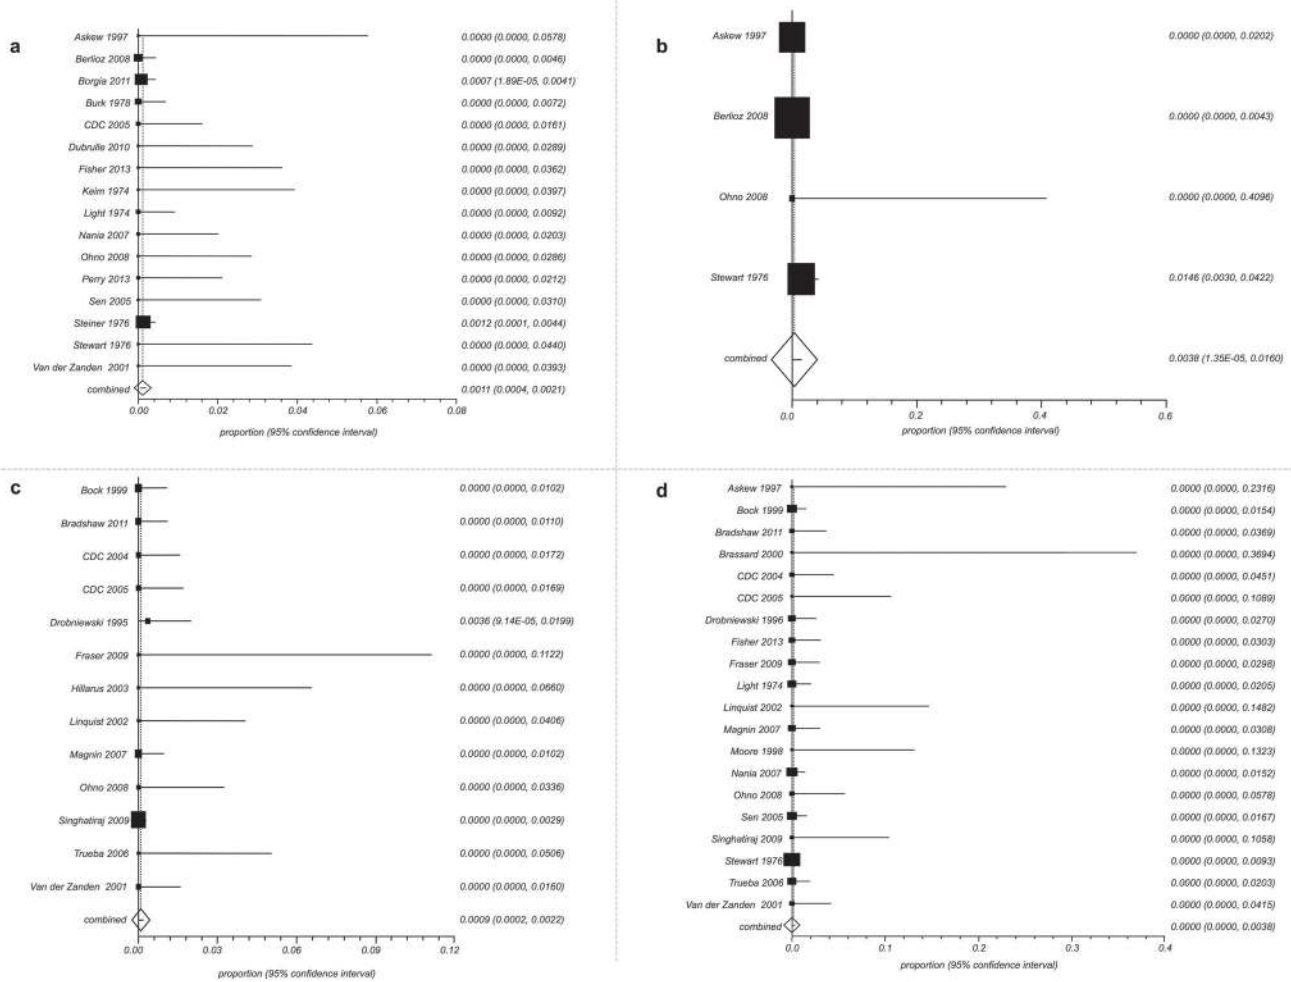 a
Askew 1997 0.0000 (0.0000, 0.0578)
Berlioz 2008 0.0000 (0.0000, 0.0046)
Borgia 2011 0.0007 (1.89E-05, 0.0041)
Burk 1978 0.0000 (0.0000, 0.0072)
CDC 2005 0.0000 (0.0000, 0.0161)
Dubrulle 2010 0.0000 (0.0000, 0.0289)
Fisher 2013 0.0000 (0.0000, 0.0362)
Keim 1974 0.0000 (0.0000, 0.0397)
Light 1974 0.0000 (0.0000, 0.0092)
Nania 2007 0.0000 (0.0000, 0.0203)
Ohno 2008 0.0000 (0.0000, 0.0286)
Perry 2013 0.0000 (0.0000, 0.0212)
Sen 2005 0.0000 (0.0000, 0.0310)
Steiner 1976 0.0012 (0.0001, 0.0044)
Stewart 1976 0.0000 (0.0000, 0.0440)
Van der Zanden 2001 0.0000 (0.0000, 0.0393)
combined 0.0011 (0.0004, 0.0021)
0.00 0.02 0.04 0.06 0.08
proportion (95% confidence interval)
b
Askew 1997 0.0000 (0.0000, 0.0202)
Berlioz 2008 0.0000 (0.0000, 0.0043)
Ohno 2008 0.0000 (0.0000, 0.4096)
Stewart 1976 0.0146 (0.0030, 0.0422)
combined 0.0038 (1.35E-05, 0.0160)
0.0 0.2 0.4 0.6
proportion (95% confidence interval)
c
Bock 1999 0.0000 (0.0000, 0.0102)
Bradshaw 2011 0.0000 (0.0000, 0.0110)
CDC 2004 0.0000 (0.0000, 0.0172)
CDC 2005 0.0000 (0.0000, 0.0169)
Drobniewski 1995 0.0036 (9.14E-05, 0.0199)
Fraser 2009 0.0000 (0.0000, 0.1122)
Hillarus 2003 0.0000 (0.0000, 0.0660)
Linquist 2002 0.0000 (0.0000, 0.0406)
Magnin 2007 0.0000 (0.0000, 0.0102)
Ohno 2008 0.0000 (0.0000, 0.0336)
Singhatiraj 2009 0.0000 (0.0000, 0.0029)
Trueba 2006 0.0000 (0.0000, 0.0506)
Van der Zanden 2001 0.0000 (0.0000, 0.0160)
combined 0.0009 (0.0002, 0.0022)
0.00 0.03 0.06 0.09 0.12
proportion (95% confidence interval)
d
Askew 1997 0.0000 (0.0000, 0.2316)
Bock 1999 0.0000 (0.0000, 0.0154)
Bradshaw 2011 0.0000 (0.0000, 0.0369)
Brassard 2000 0.0000 (0.0000, 0.3694)
CDC 2004 0.0000 (0.0000, 0.0451)
CDC 2005 0.0000 (0.0000, 0.1089)
Drobniewski 1996 0.0000 (0.0000, 0.0270)
Fisher 2013 0.0000 (0.0000, 0.0303)
Fraser 2009 0.0000 (0.0000, 0.0298)
Light 1974 0.0000 (0.0000, 0.0205)
Linquist 2002 0.0000 (0.0000, 0.1482)
Magnin 2007 0.0000 (0.0000, 0.0308)
Moore 1998 0.0000 (0.0000, 0.1323)
Nania 2007 0.0000 (0.0000, 0.0152)
Ohno 2008 0.0000 (0.0000, 0.0578)
Sen 2005 0.0000 (0.0000, 0.0167)
Singhatiraj 2009 0.0000 (0.0000, 0.1058)
Stewart 1976 0.0000 (0.0000, 0.0093)
Trueba 2006 0.0000 (0.0000, 0.0203)
Van der Zanden 2001 0.0000 (0.0000, 0.0415)
combined 0.0000 (0.0000, 0.0038)
0.0 0.1 0.2 0.3 0.4
proportion (95% confidence interval)